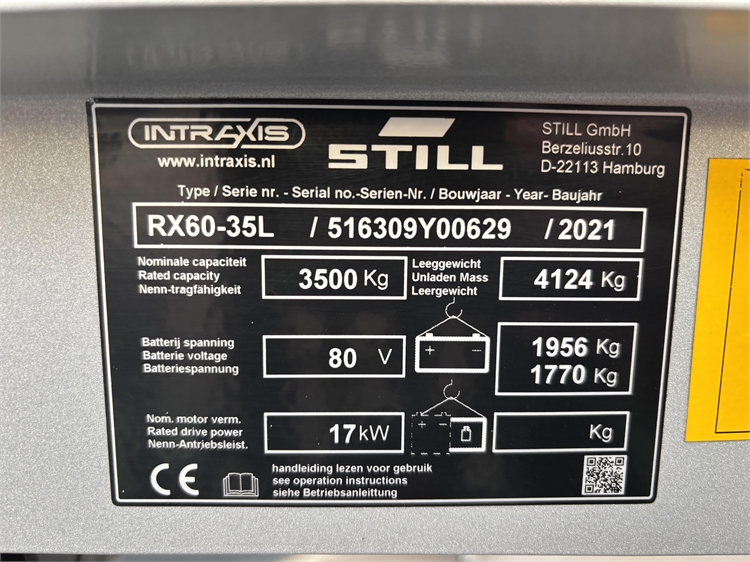 INTRAXIS
www.intraxis.nl
STILL
STILL GmbH
Berzeliusstr.10
D-22113 Hamburg
Type / Serie nr. - Serial no.-Serien-Nr. / Bouwjaar - Year- Baujahr
RX60-35L / 516309Y00629 / 2021
Nominale capaciteit
Rated capacity
Nenn-tragfähigkeit
3500 Kg
Leeggewicht
Unladen Mass
Leergewicht
4124 Kg
Batterij spanning
Batterie voltage
Batteriespannung
80 V
+ -
1956 Kg
1770 Kg
Nom. motor verm.
Rated drive power
Nenn-Antriebsleist.
17kW
+ -
Kg
CE
handleiding lezen voor gebruik
see operation instructions
siehe Betriebsanleittung